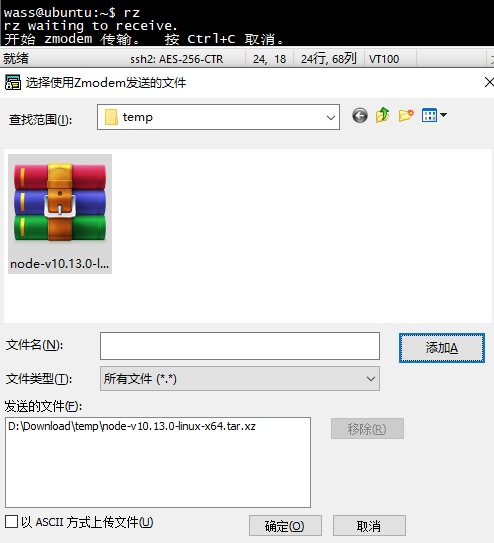 wass@ubuntu:~$ rz
rz waiting to receive.
开始 zmodem 传输。 按 Ctrl+C 取消。
就绪 ssh2: AES-256-CTR 24, 18 24行, 68列 VT100
选择使用Zmodem发送的文件
查找范围(I): temp
node-v10.13.0-l...
文件名(N):
添加A
文件类型(T): 所有文件 (*.*)
发送的文件(F):
D:\Download\temp\node-v10.13.0-linux-x64.tar.xz
移除(R)
以 ASCII 方式上传文件(U)
确定(O) 取消